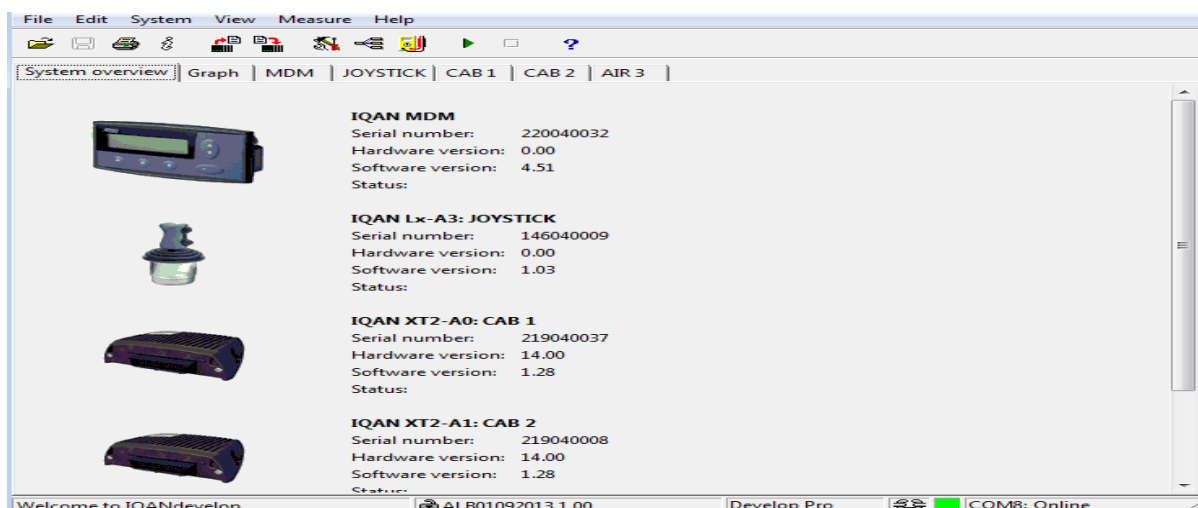 File Edit System View Measure Help
System overview Graph MDM JOYSTICK CAB 1 CAB 2 AIR 3
IQAN MDM
Serial number: 220040032
Hardware version: 0.00
Software version: 4.51
Status:
IQAN Lx-A3: JOYSTICK
Serial number: 146040009
Hardware version: 0.00
Software version: 1.03
Status:
IQAN XT2-A0: CAB 1
Serial number: 219040037
Hardware version: 14.00
Software version: 1.28
Status:
IQAN XT2-A1: CAB 2
Serial number: 219040008
Hardware version: 14.00
Software version: 1.28
Status:
Welcome to IQANdevelop ALB01092013 1.00 Develop Pro COM8: Online